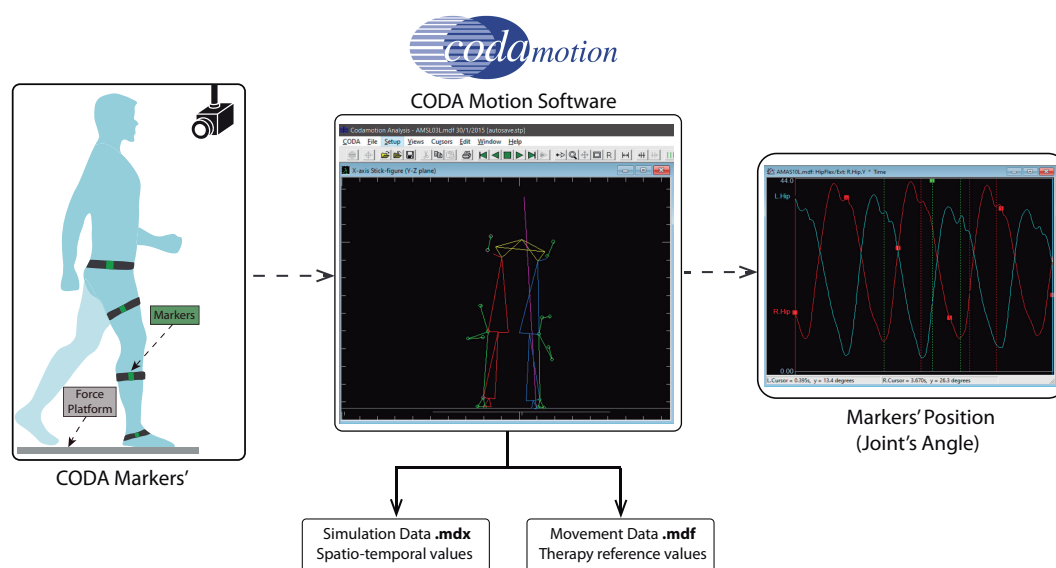 codamotion
CODA Motion Software
Markers
Force
Platform
CODA Markers'
Codamotion Analysis - AMSL03L.mdf 30/1/2015 [autosave.stp]
CODA File Setup Views Cursors Edit Window Help
R
X-axis Stick-figure (Y-Z plane)
AMAS10L.mdf: HipFlex/Ext: R.Hip.Y * Time
44.0
L.Hip
R.Hip
0.00
L.Cursor = 0.395s, y = 13.4 degrees
R.Cursor = 3.670s, y = 26.3 degrees
Markers' Position
(Joint's Angle)
Simulation Data .mdx
Spatio-temporal values
Movement Data .mdf
Therapy reference values